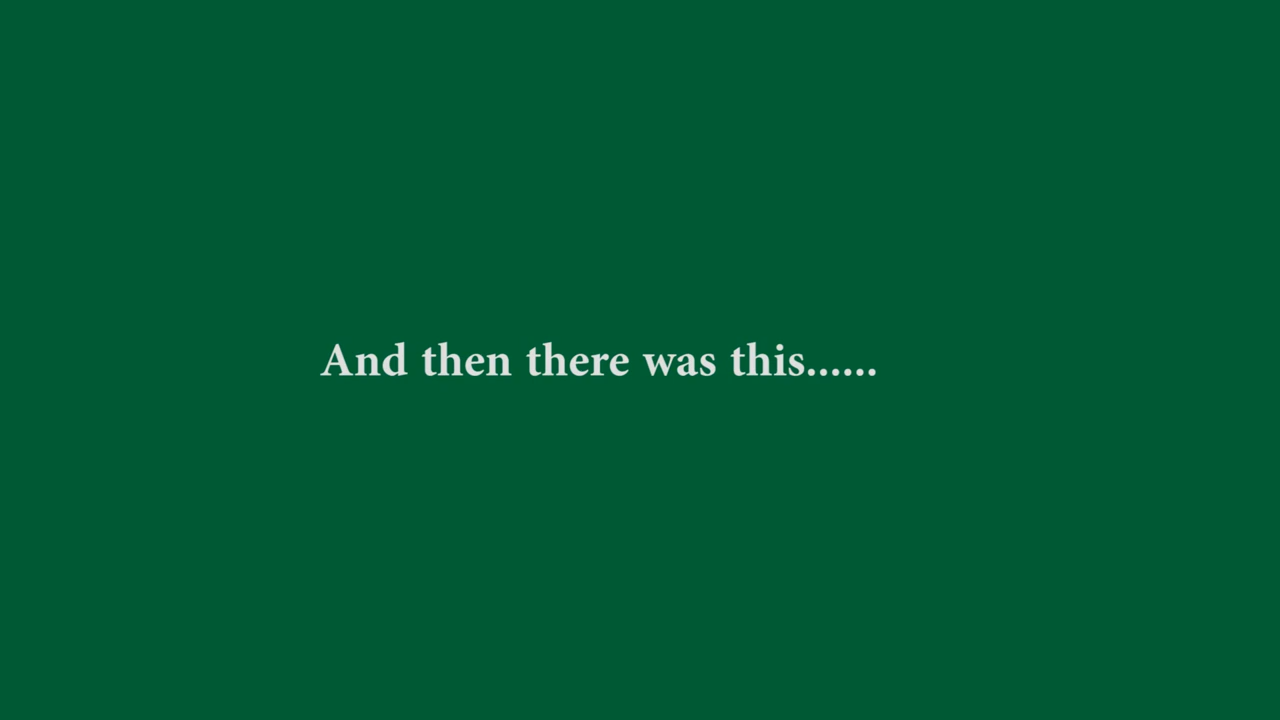 And then there was this......